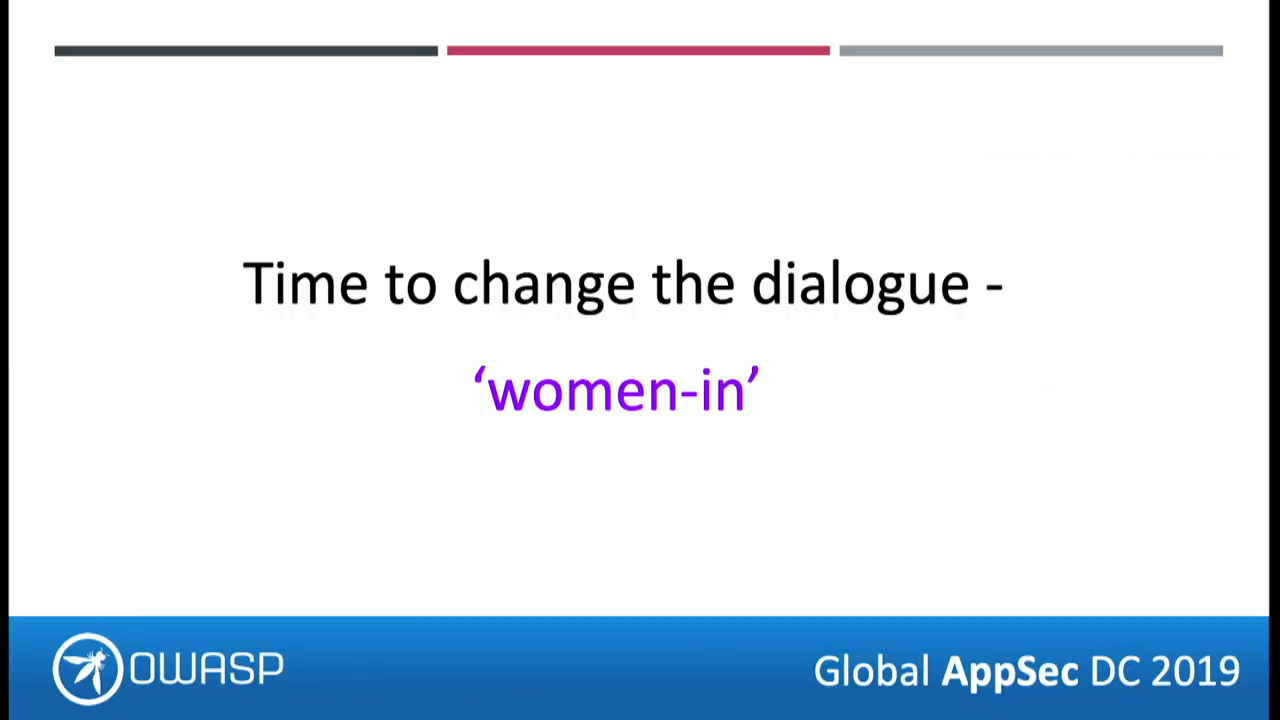 Time to change the dialogue -
‘women-in’
OWASP
Global AppSec DC 2019